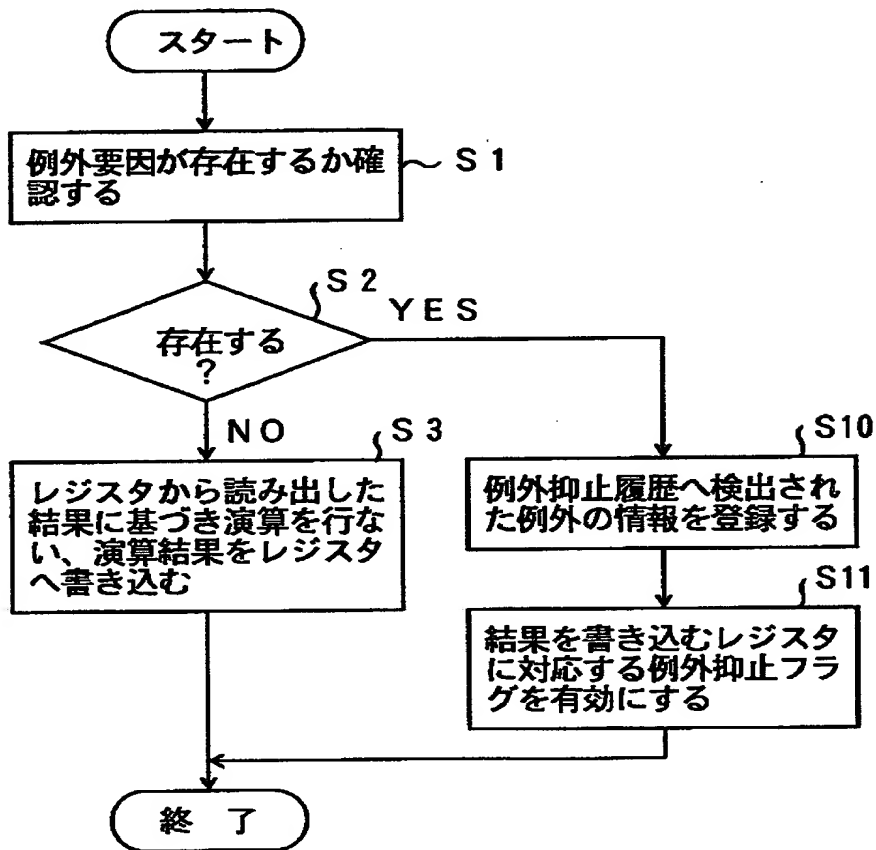 スタート
例外要因が存在するか確
認する
S1
S2
存在する
?
YES
NO
S3
レジスタから読み出した
結果に基づき演算を行な
い、演算結果をレジスタ
へ書き込む
S10
例外抑止履歴へ検出され
た例外の情報を登録する
S11
結果を書き込むレジスタ
に対応する例外抑止フラ
グを有効にする
終 了